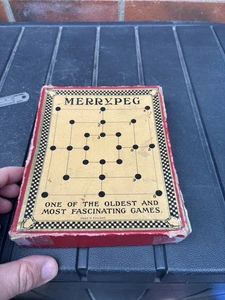 MERRYPEG
ONE OF THE OLDEST AND
MOST FASCINATING GAMES.